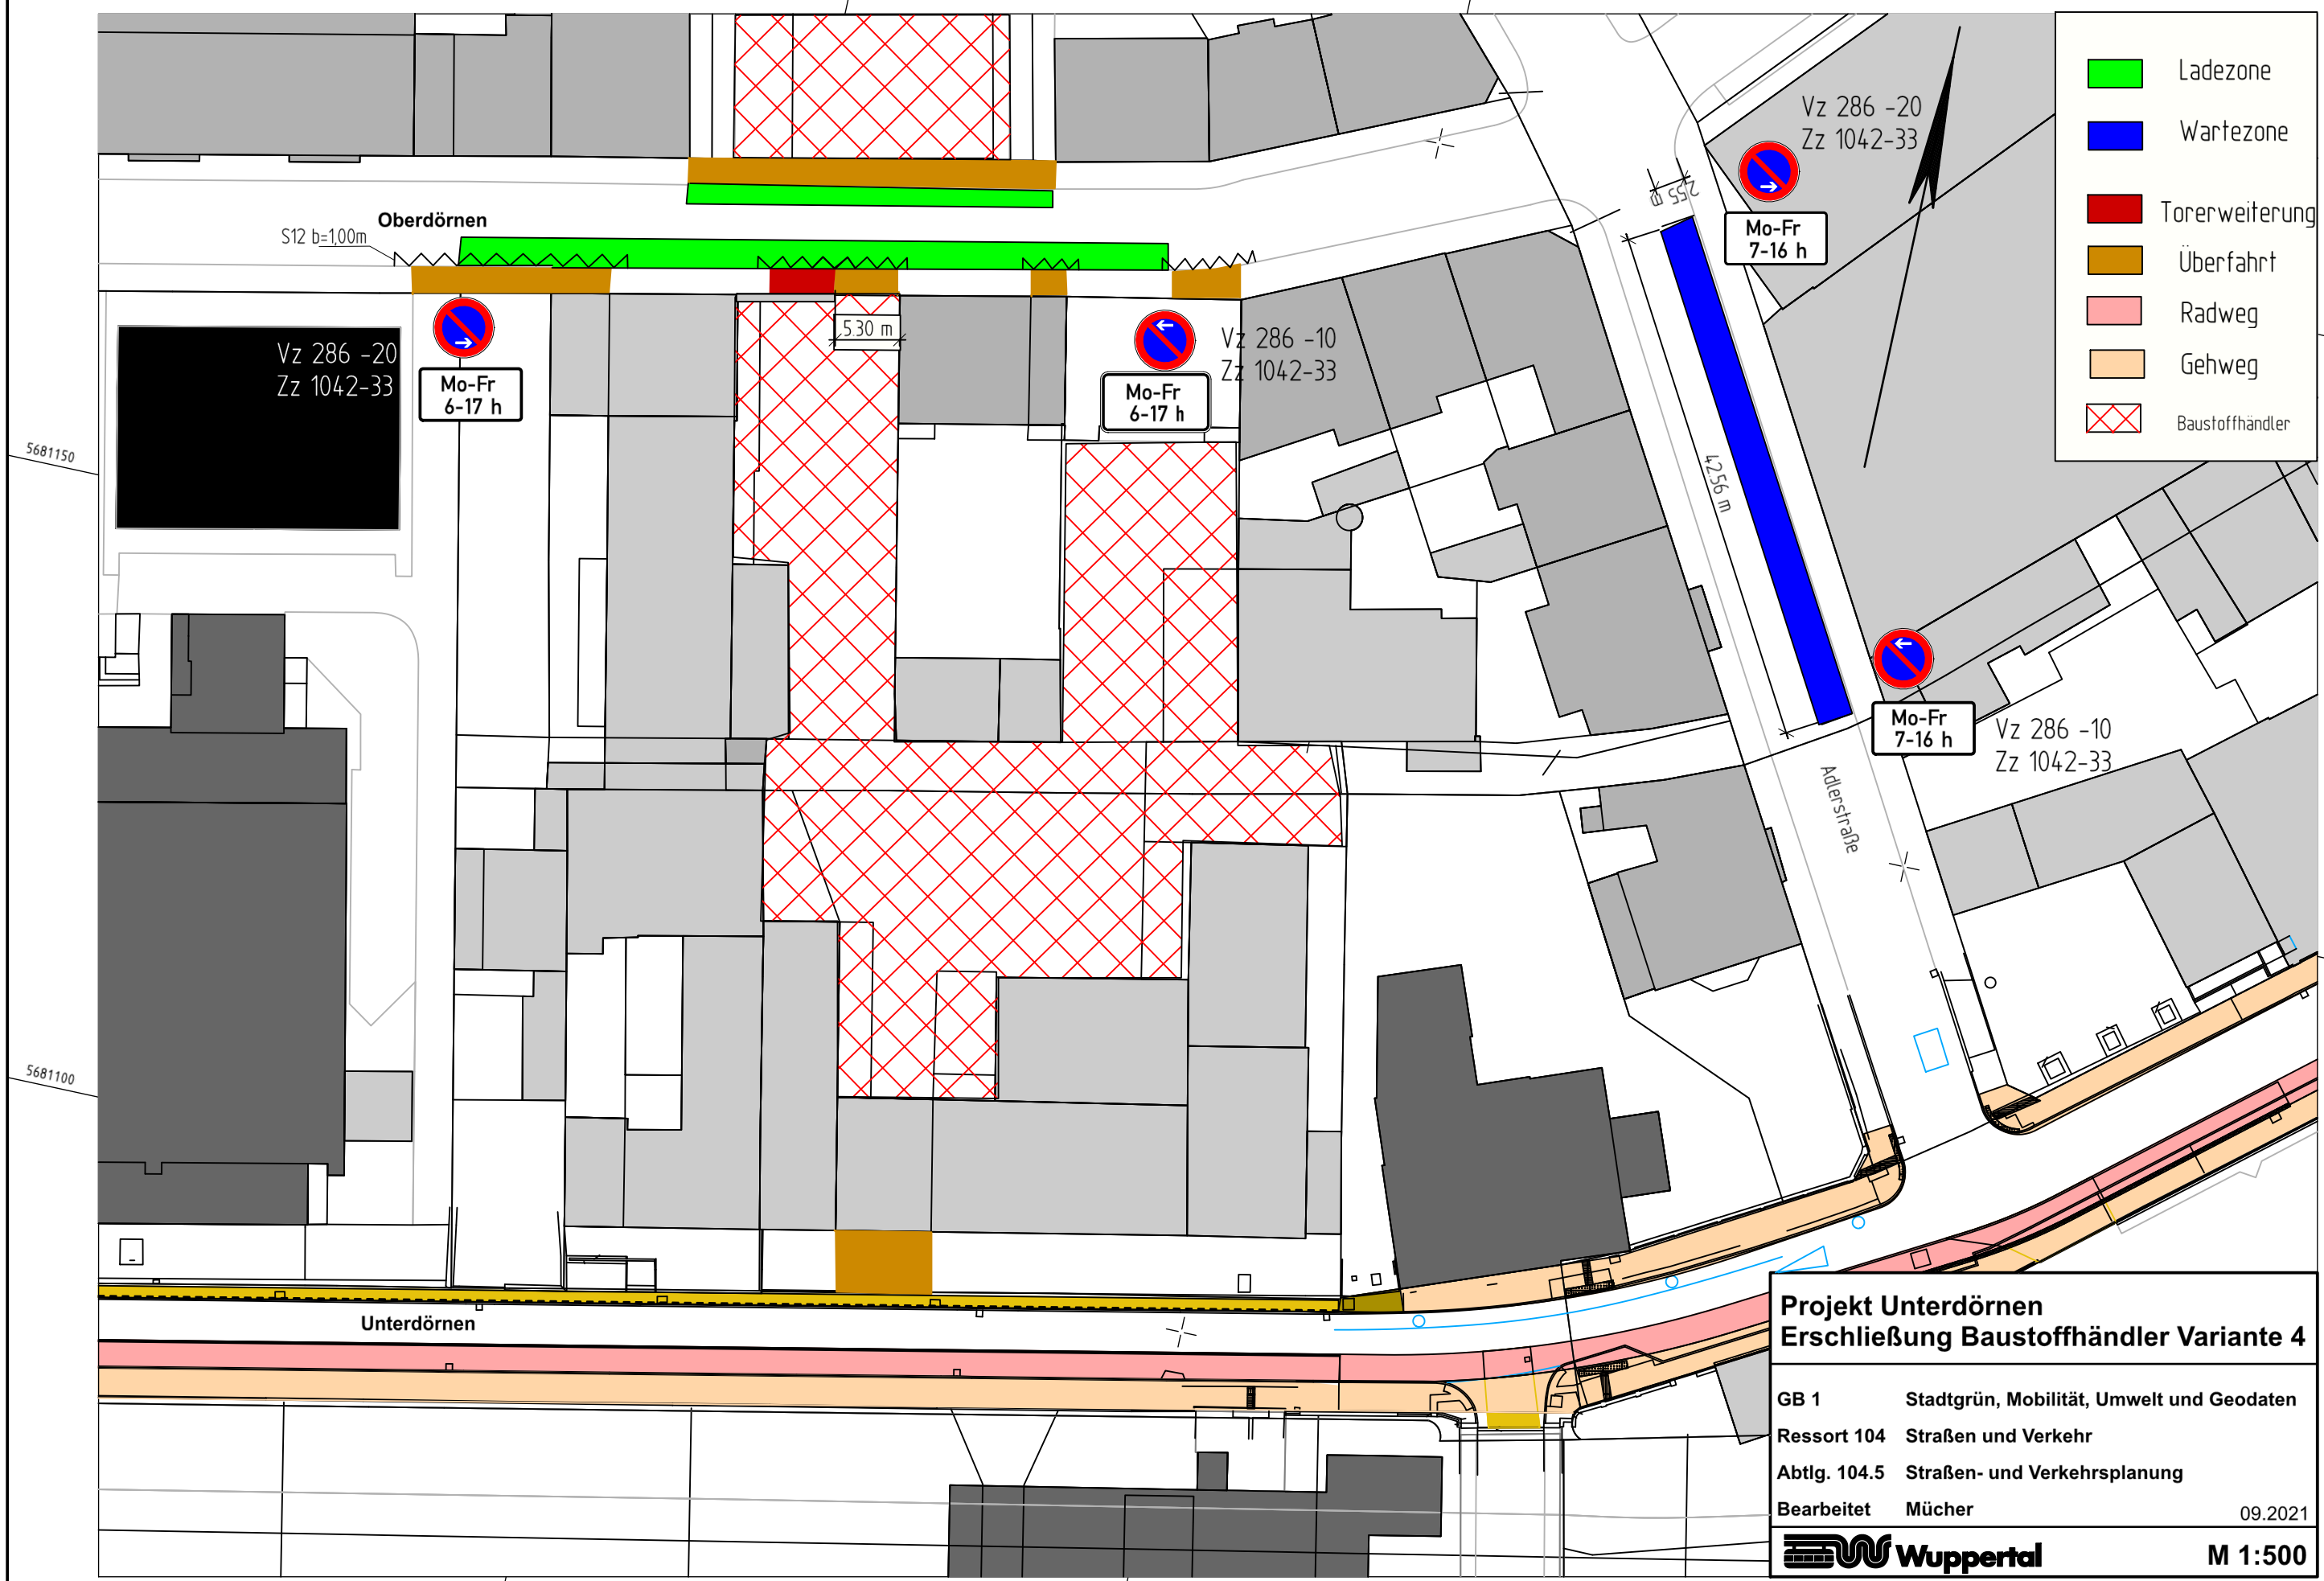 Ladezone
Wartezone
Torerweiterung
Überfahrt
Radweg
Gehweg
Baustoffhändler
Vz 286 -20
Zz 1042-33
Mo-Fr
7-16 h
2,55 m
Oberdörnen
S12 b=1,00m
5.30 m
Vz 286 -20
Zz 1042-33
Mo-Fr
6-17 h
Vz 286 -10
Zz 1042-33
Mo-Fr
6-17 h
5681150
42.56 m
Mo-Fr
7-16 h
Vz 286 -10
Zz 1042-33
Adlerstraße
5681100
Unterdörnen
Projekt Unterdörnen
Erschließung Baustoffhändler Variante 4
GB 1 Stadtgrün, Mobilität, Umwelt und Geodaten
Ressort 104 Straßen und Verkehr
Abtlg. 104.5 Straßen- und Verkehrsplanung
Bearbeitet Mücher 09.2021
Wuppertal M 1:500